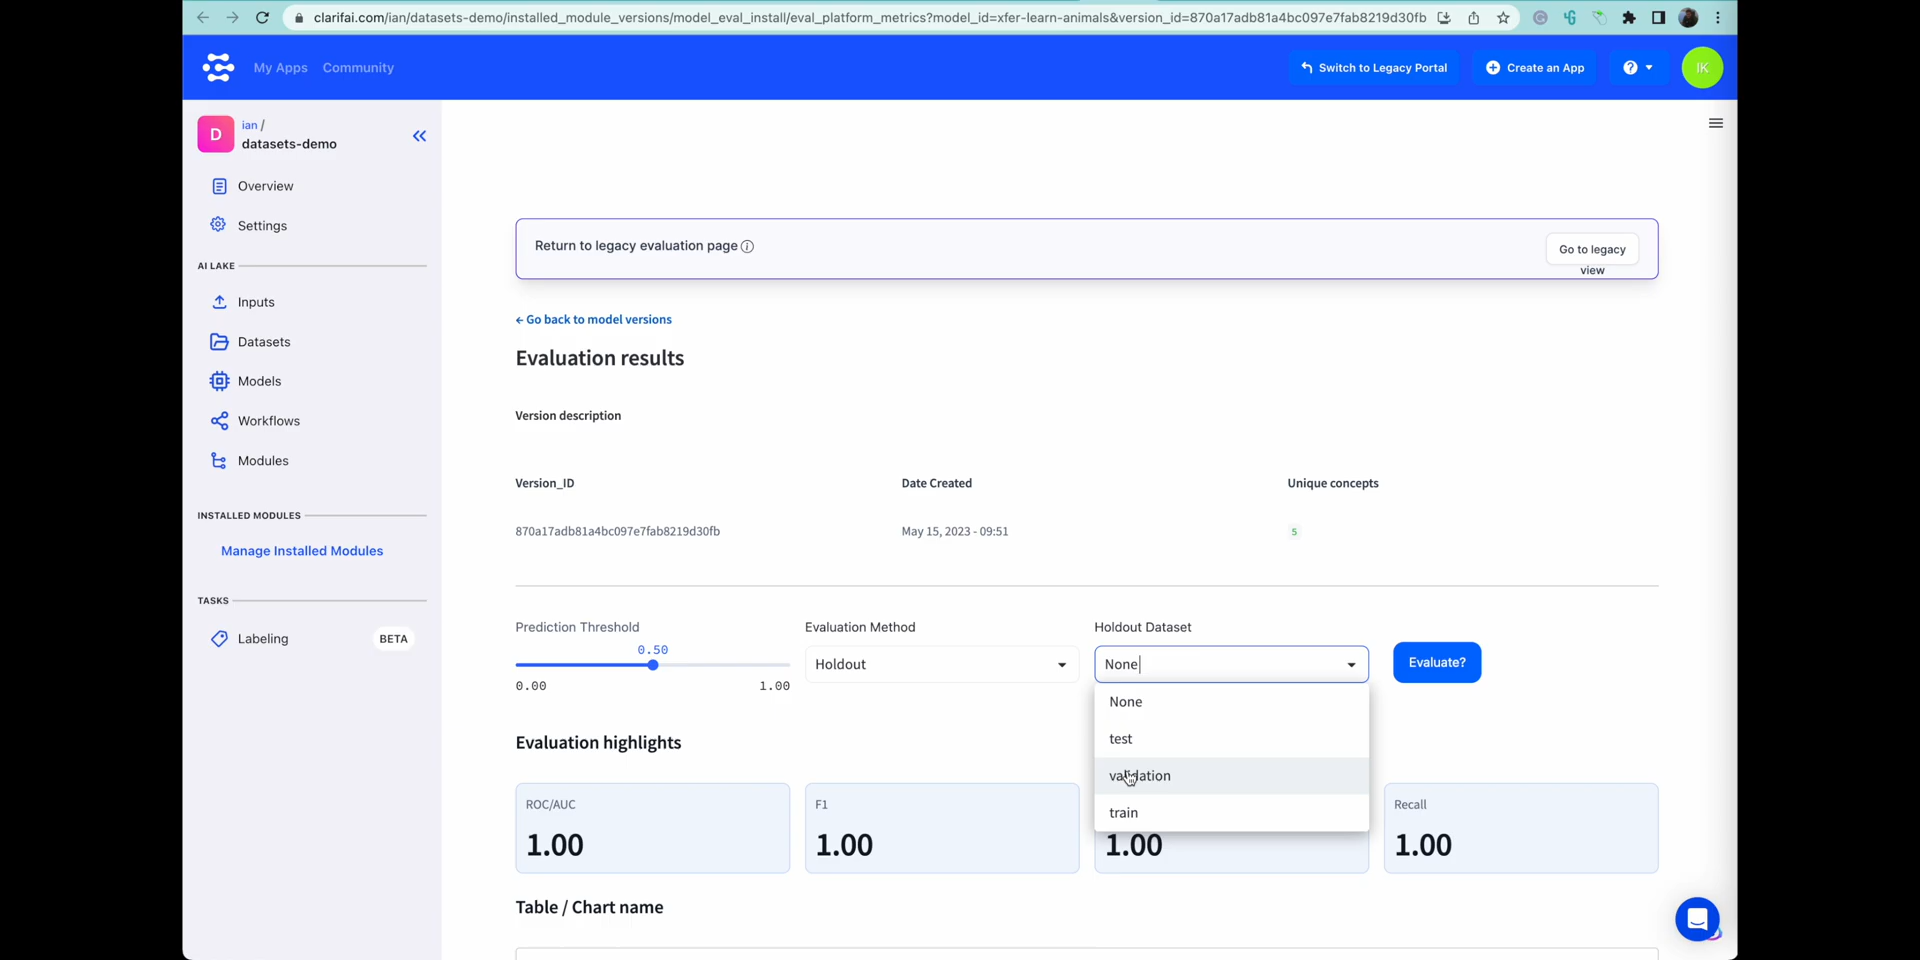 clarifai.com/ian/datasets-demo/installed_module_versions/model_eval_install/eval_platform_metrics?model_id=xfer-learn-animals&version_id=870a17adb81a4bc097e7fab8219d30fb
My Apps Community
Switch to Legacy Portal
Create an App
?
IK
D
ian /
datasets-demo
Overview
Settings
AI LAKE
Inputs
Datasets
Models
Workflows
Modules
INSTALLED MODULES
Manage Installed Modules
TASKS
Labeling BETA
Return to legacy evaluation page
Go to legacy
view
← Go back to model versions
Evaluation results
Version description
Version_ID Date Created Unique concepts
870a17adb81a4bc097e7fab8219d30fb May 15, 2023 - 09:51 5
Prediction Threshold Evaluation Method Holdout Dataset
0.50
Holdout None Evaluate?
0.00 1.00
None
test
validation
train
Evaluation highlights
ROC/AUC F1 Recall
1.00 1.00 1.00 1.00
Table / Chart name